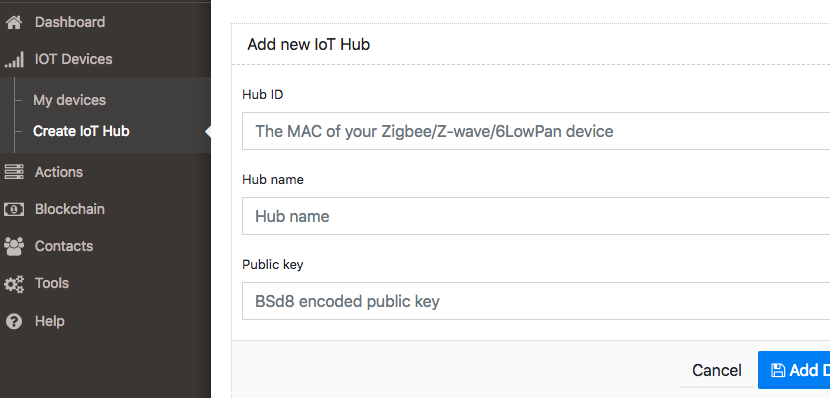 Dashboard
IOT Devices
My devices
Create IoT Hub
Actions
Blockchain
Contacts
Tools
Help
Add new IoT Hub
Hub ID
The MAC of your Zigbee/Z-wave/6LowPan device
Hub name
Hub name
Public key
BSd8 encoded public key
Cancel
Add D